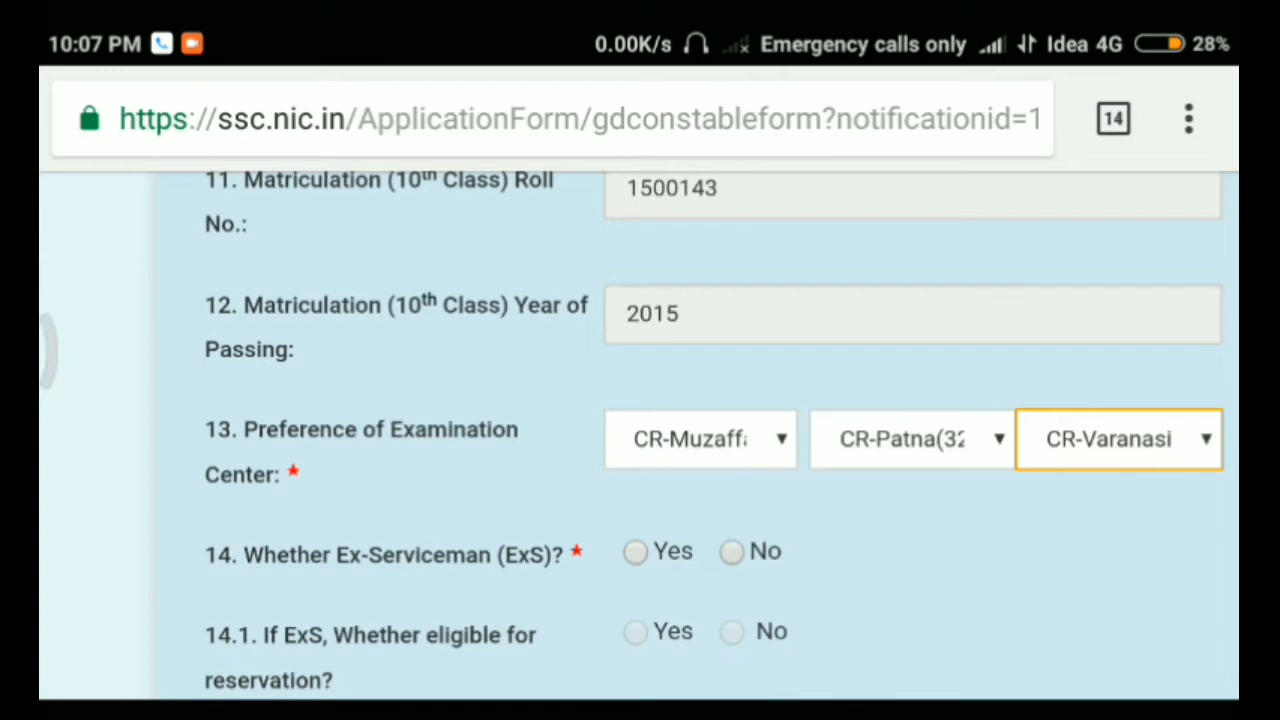 10:07 PM 0.00K/s Emergency calls only Idea 4G 28%
https://ssc.nic.in/ApplicationForm/gdconstableform?notificationid=1 14
11. Matriculation (10th Class) Roll 1500143
No.:
12. Matriculation (10th Class) Year of 2015
Passing:
13. Preference of Examination CR-Muzaff CR-Patna(32 CR-Varanasi
Center: *
14. Whether Ex-Serviceman (ExS)? * Yes No
14.1. If ExS, Whether eligible for Yes No
reservation?